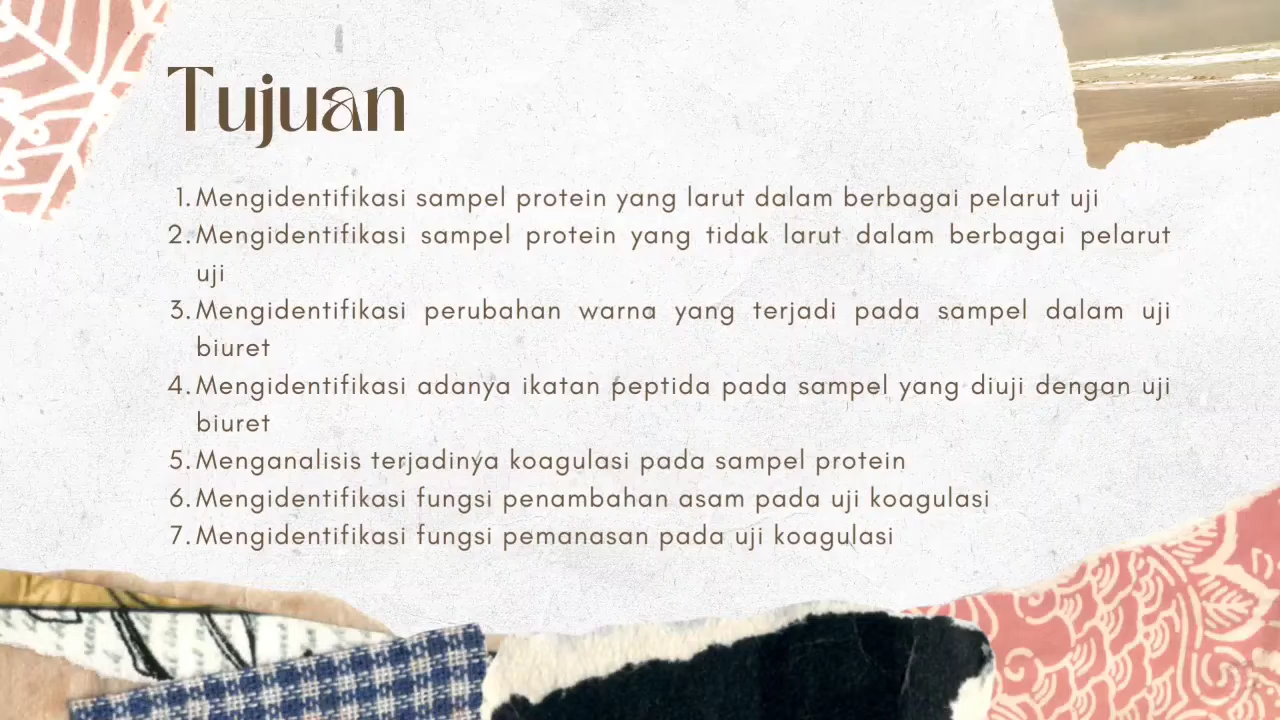 Tujuan
1. Mengidentifikasi sampel protein yang larut dalam berbagai pelarut uji
2. Mengidentifikasi sampel protein yang tidak larut dalam berbagai pelarut
uji
3. Mengidentifikasi perubahan warna yang terjadi pada sampel dalam uji
biuret
4. Mengidentifikasi adanya ikatan peptida pada sampel yang diuji dengan uji
biuret
5. Menganalisis terjadinya koagulasi pada sampel protein
6. Mengidentifikasi fungsi penambahan asam pada uji koagulasi
7. Mengidentifikasi fungsi pemanasan pada uji koagulasi